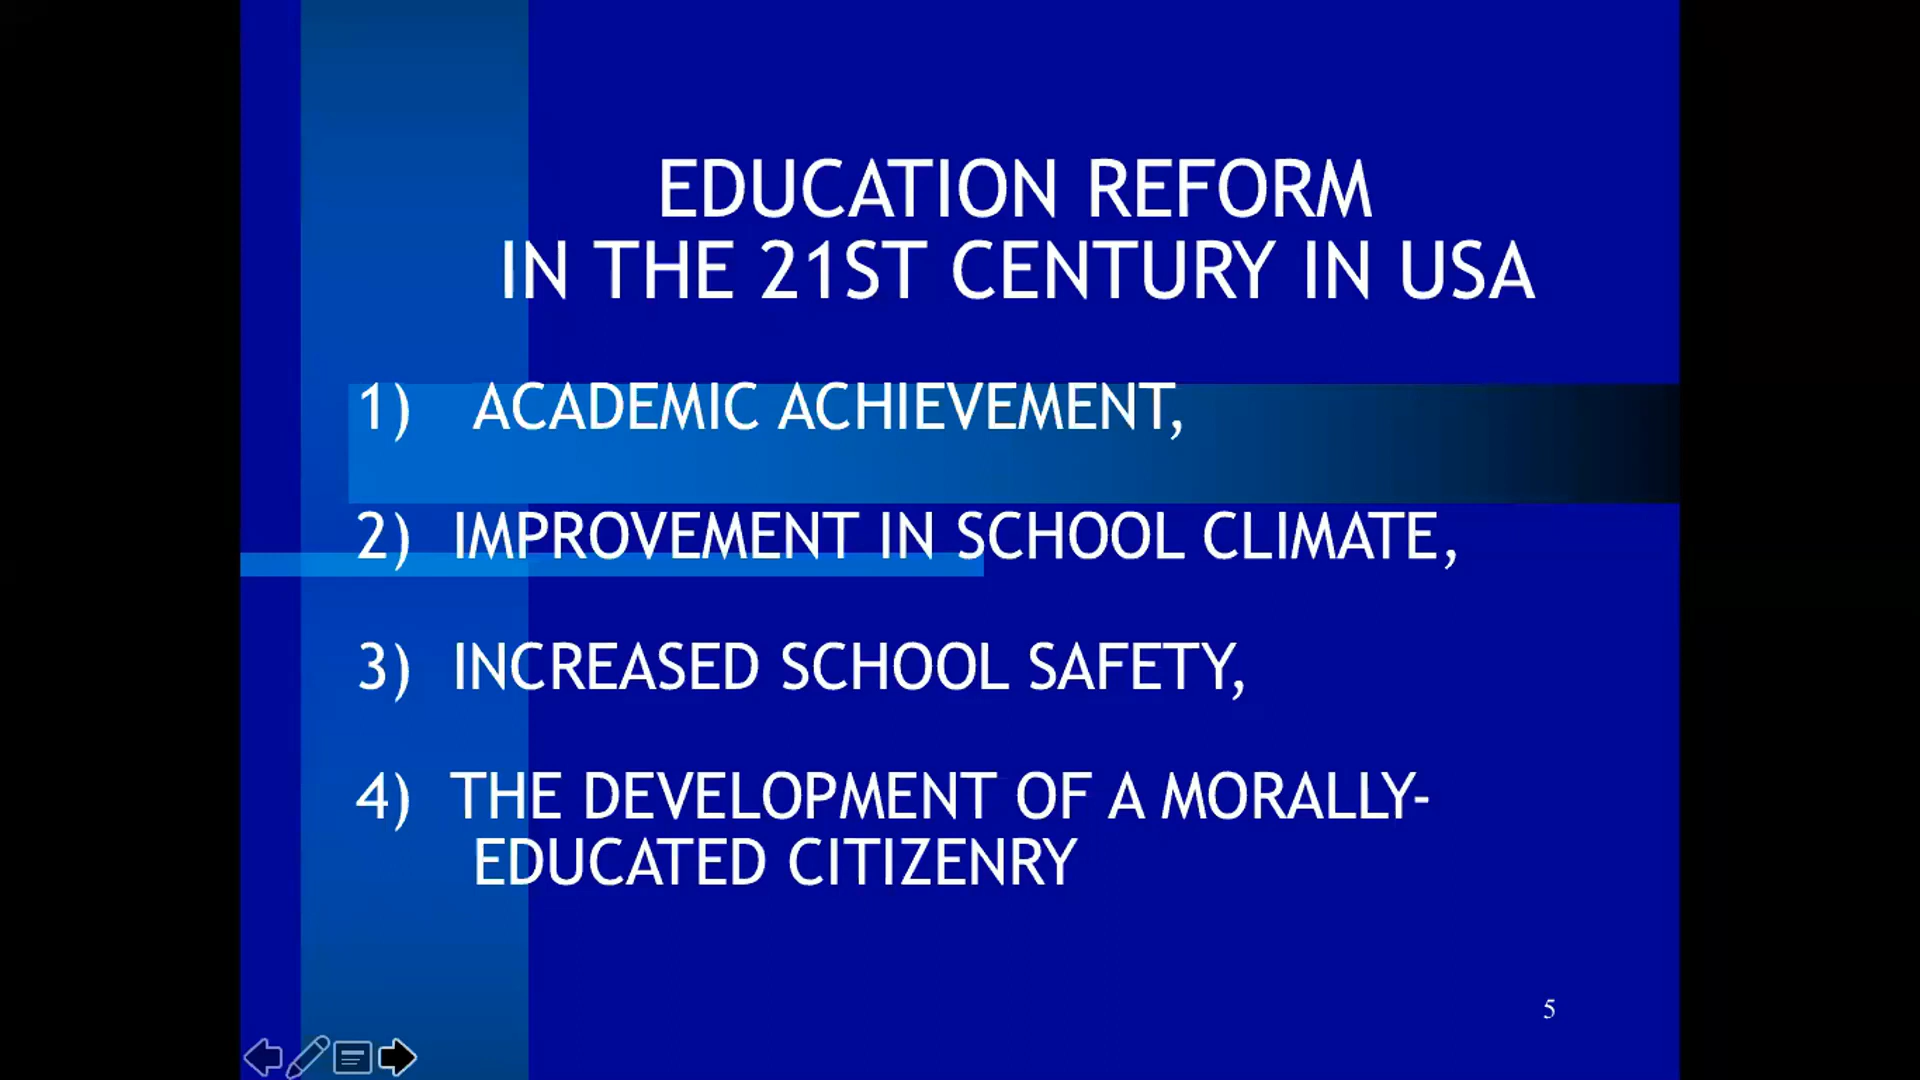 EDUCATION REFORM
IN THE 21ST CENTURY IN USA
1) ACADEMIC ACHIEVEMENT,
2) IMPROVEMENT IN SCHOOL CLIMATE,
3) INCREASED SCHOOL SAFETY,
4) THE DEVELOPMENT OF A MORALLY-
EDUCATED CITIZENRY
5